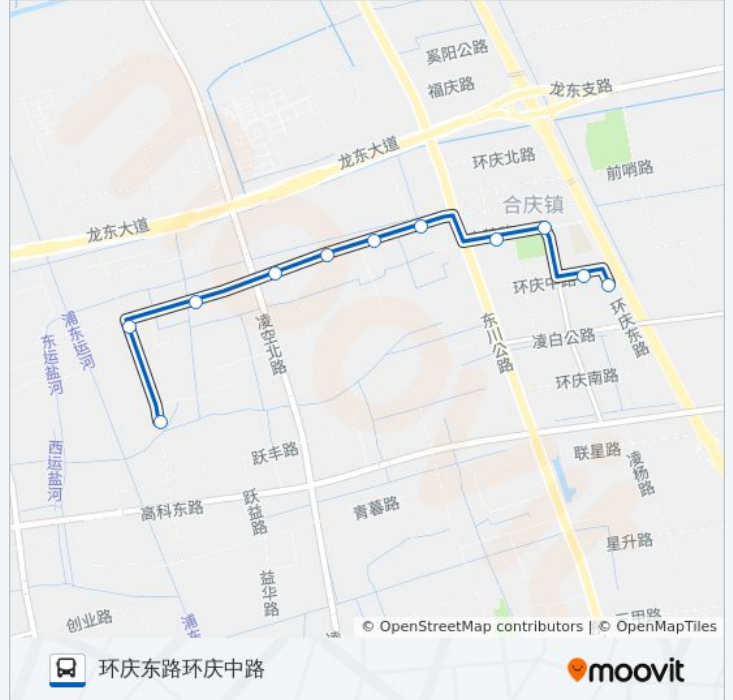 奚阳公路
福庆路
龙东支路
龙东大道
环庆北路
前哨路
合庆镇
龙东大道
环庆中路
浦东运河
东运盐河
凌空北路
东川公路
环庆东路
凌白公路
环庆南路
西运盐河
跃丰路
联星路
凌杨路
高科东路
跃益路
青暮路
星升路
益华路
创业路
© OpenStreetMap contributors | © OpenMapTiles
环庆东路环庆中路
moovit